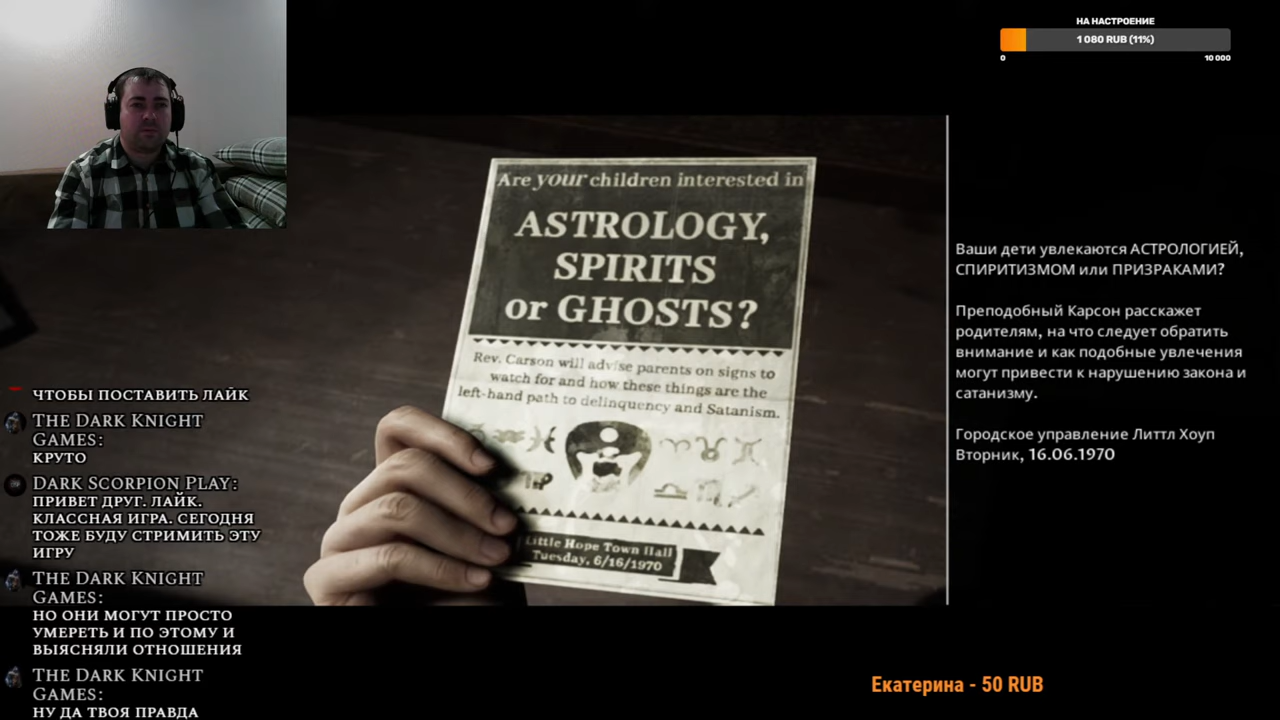 НА НАСТРОЕНИЕ
1 080 RUB (11%)
0
10 000
Are your children interested in
ASTROLOGY,
SPIRITS
or GHOSTS?
Rev. Carson will advise parents on signs to
watch for and how these things are the
left-hand path to delinquency and Satanism.
Little Hope Town Hall
Tuesday, 6/16/1970
Ваши дети увлекаются АСТРОЛОГИЕЙ,
СПИРИТИЗМОМ или ПРИЗРАКАМИ?
Преподобный Карсон расскажет
родителям, на что следует обратить
внимание и как подобные увлечения
могут привести к нарушению закона и
сатанизму.
Городское управление Литтл Хоуп
Вторник, 16.06.1970
ЧТОБЫ ПОСТАВИТЬ ЛАЙК
THE DARK KNIGHT
GAMES:
КРУТО
DARK SCORPION PLAY:
ПРИВЕТ ДРУГ. ЛАЙК.
КЛАССНАЯ ИГРА. СЕГОДНЯ
ТОЖЕ БУДУ СТРИМИТЬ ЭТУ
ИГРУ
THE DARK KNIGHT
GAMES:
НО ОНИ МОГУТ ПРОСТО
УМЕРЕТЬ И ПО ЭТОМУ И
ВЫЯСНЯЛИ ОТНОШЕНИЯ
THE DARK KNIGHT
GAMES:
НУ ДА ТВОЯ ПРАВДА
Екатерина - 50 RUB